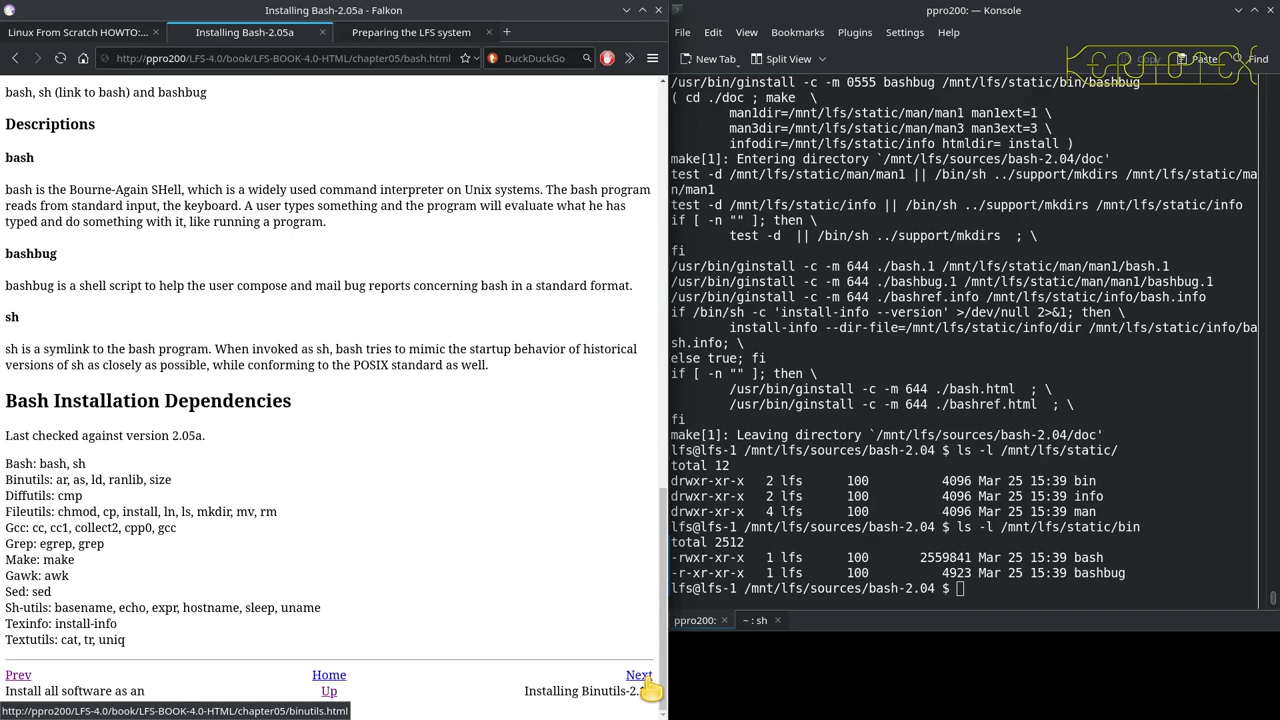 Installing Bash-2.05a - Falkon
Linux From Scratch HOWTO:...
Installing Bash-2.05a
Preparing the LFS system
http://ppro200/LFS-4.0/book/LFS-BOOK-4.0-HTML/chapter05/bash.html
DuckDuckGo
bash, sh (link to bash) and bashbug
Descriptions
bash
bash is the Bourne-Again SHell, which is a widely used command interpreter on Unix systems. The bash program
reads from standard input, the keyboard. A user types something and the program will evaluate what he has
typed and do something with it, like running a program.
bashbug
bashbug is a shell script to help the user compose and mail bug reports concerning bash in a standard format.
sh
sh is a symlink to the bash program. When invoked as sh, bash tries to mimic the startup behavior of historical
versions of sh as closely as possible, while conforming to the POSIX standard as well.
Bash Installation Dependencies
Last checked against version 2.05a.
Bash: bash, sh
Binutils: ar, as, ld, ranlib, size
Diffutils: cmp
Fileutils: chmod, cp, install, ln, ls, mkdir, mv, rm
Gcc: cc, cc1, collect2, cpp0, gcc
Grep: egrep, grep
Make: make
Gawk: awk
Sed: sed
Sh-utils: basename, echo, expr, hostname, sleep, uname
Texinfo: install-info
Textutils: cat, tr, uniq
Prev Home Next
Install all software as an Up Installing Binutils-2.
http://ppro200/LFS-4.0/book/LFS-BOOK-4.0-HTML/chapter05/binutils.html
ppro200: — Konsole
File Edit View Bookmarks Plugins Settings Help
New Tab Split View Copy Paste Find
/usr/bin/ginstall -c -m 0555 bashbug /mnt/lfs/static/bin/bashbug
( cd ./doc ; make  \
man1dir=/mnt/lfs/static/man/man1 man1ext=1 \
man3dir=/mnt/lfs/static/man/man3 man3ext=3 \
infodir=/mnt/lfs/static/info htmldir= install )
make[1]: Entering directory `/mnt/lfs/sources/bash-2.04/doc'
test -d /mnt/lfs/static/man/man1 || /bin/sh ../support/mkdirs /mnt/lfs/static/ma
n/man1
test -d /mnt/lfs/static/info || /bin/sh ../support/mkdirs /mnt/lfs/static/info
if [ -n "" ]; then \
test -d  || /bin/sh ../support/mkdirs  ; \
fi
/usr/bin/ginstall -c -m 644 ./bash.1 /mnt/lfs/static/man/man1/bash.1
/usr/bin/ginstall -c -m 644 ./bashbug.1 /mnt/lfs/static/man/man1/bashbug.1
/usr/bin/ginstall -c -m 644 ./bashref.info /mnt/lfs/static/info/bash.info
if /bin/sh -c 'install-info --version' >/dev/null 2>&1; then \
install-info --dir-file=/mnt/lfs/static/info/dir /mnt/lfs/static/info/ba
sh.info; \
else true; fi
if [ -n "" ]; then \
/usr/bin/ginstall -c -m 644 ./bash.html  ; \
/usr/bin/ginstall -c -m 644 ./bashref.html  ; \
fi
make[1]: Leaving directory `/mnt/lfs/sources/bash-2.04/doc'
lfs@lfs-1 /mnt/lfs/sources/bash-2.04 $ ls -l /mnt/lfs/static/
total 12
drwxr-xr-x   2 lfs      100          4096 Mar 25 15:39 bin
drwxr-xr-x   2 lfs      100          4096 Mar 25 15:39 info
drwxr-xr-x   4 lfs      100          4096 Mar 25 15:39 man
lfs@lfs-1 /mnt/lfs/sources/bash-2.04 $ ls -l /mnt/lfs/static/bin
total 2512
-rwxr-xr-x   1 lfs      100       2559841 Mar 25 15:39 bash
-r-xr-xr-x   1 lfs      100          4923 Mar 25 15:39 bashbug
lfs@lfs-1 /mnt/lfs/sources/bash-2.04 $
ppro200: ~ : sh